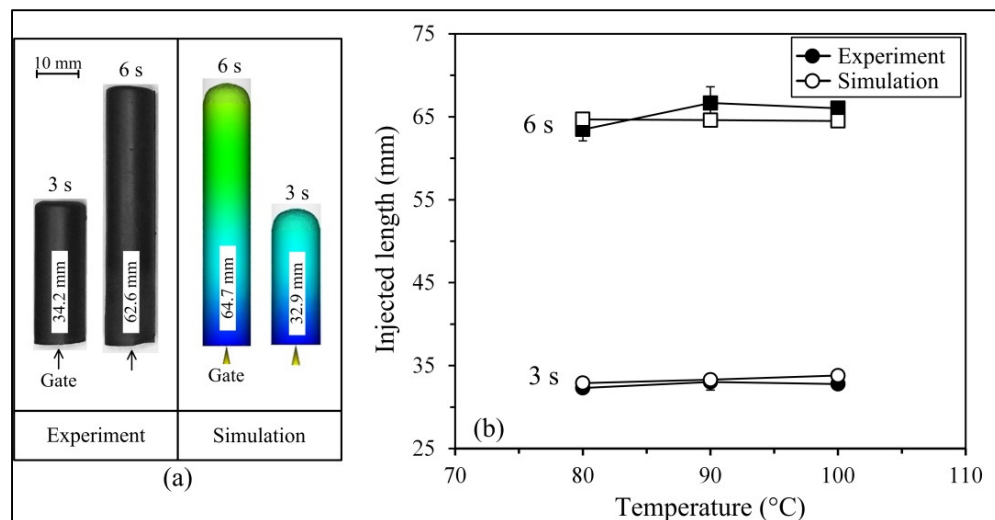 10 mm
6 s
3 s
34.2 mm
62.6 mm
Gate
Experiment
6 s
3 s
64.7 mm
32.9 mm
Gate
Simulation
(a)
75
65
55
45
35
25
Injected length (mm)
Experiment
Simulation
6 s
3 s
(b)
70
80
90
100
110
Temperature (°C)